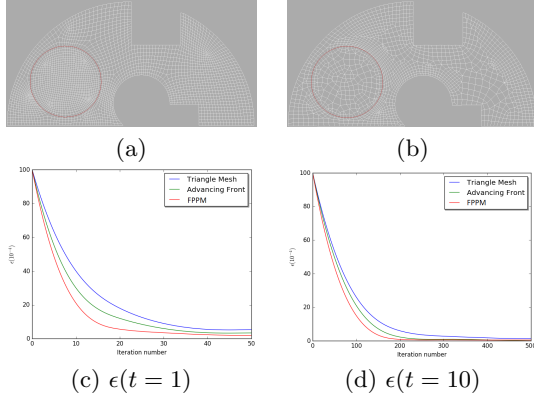 (a) (b)
100
80
60
40
20
0
0 10 20 30 40 50
Iteration number
Triangle Mesh
Advancing Front
FPPM
100
80
60
40
20
0
0 100 200 300 400 500
Iteration number
Triangle Mesh
Advancing Front
FPPM
(c) ϵ(t = 1) (d) ϵ(t = 10)